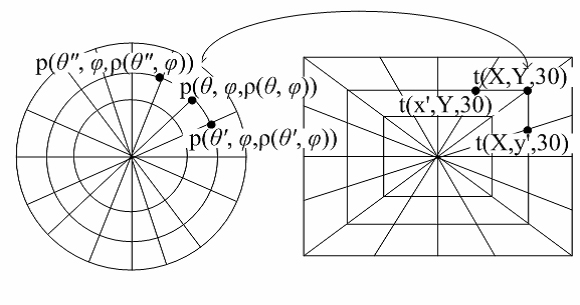 p(θ″, φ,ρ(θ″, φ))
p(θ, φ,ρ(θ, φ))
p(θ′, φ,ρ(θ′, φ))
t(X,Y,30)
t(x',Y,30)
t(X,y',30)